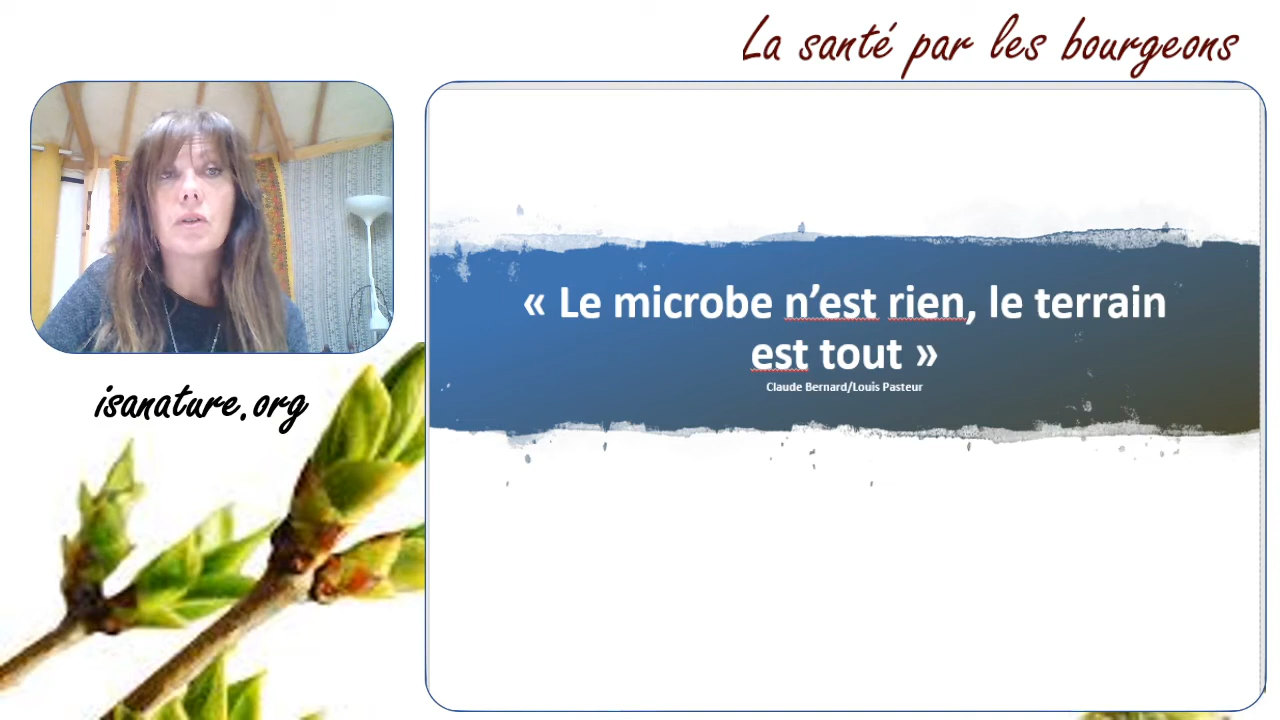 La santé par les bourgeons
isanature.org
« Le microbe n’est rien, le terrain
est tout »
Claude Bernard/Louis Pasteur